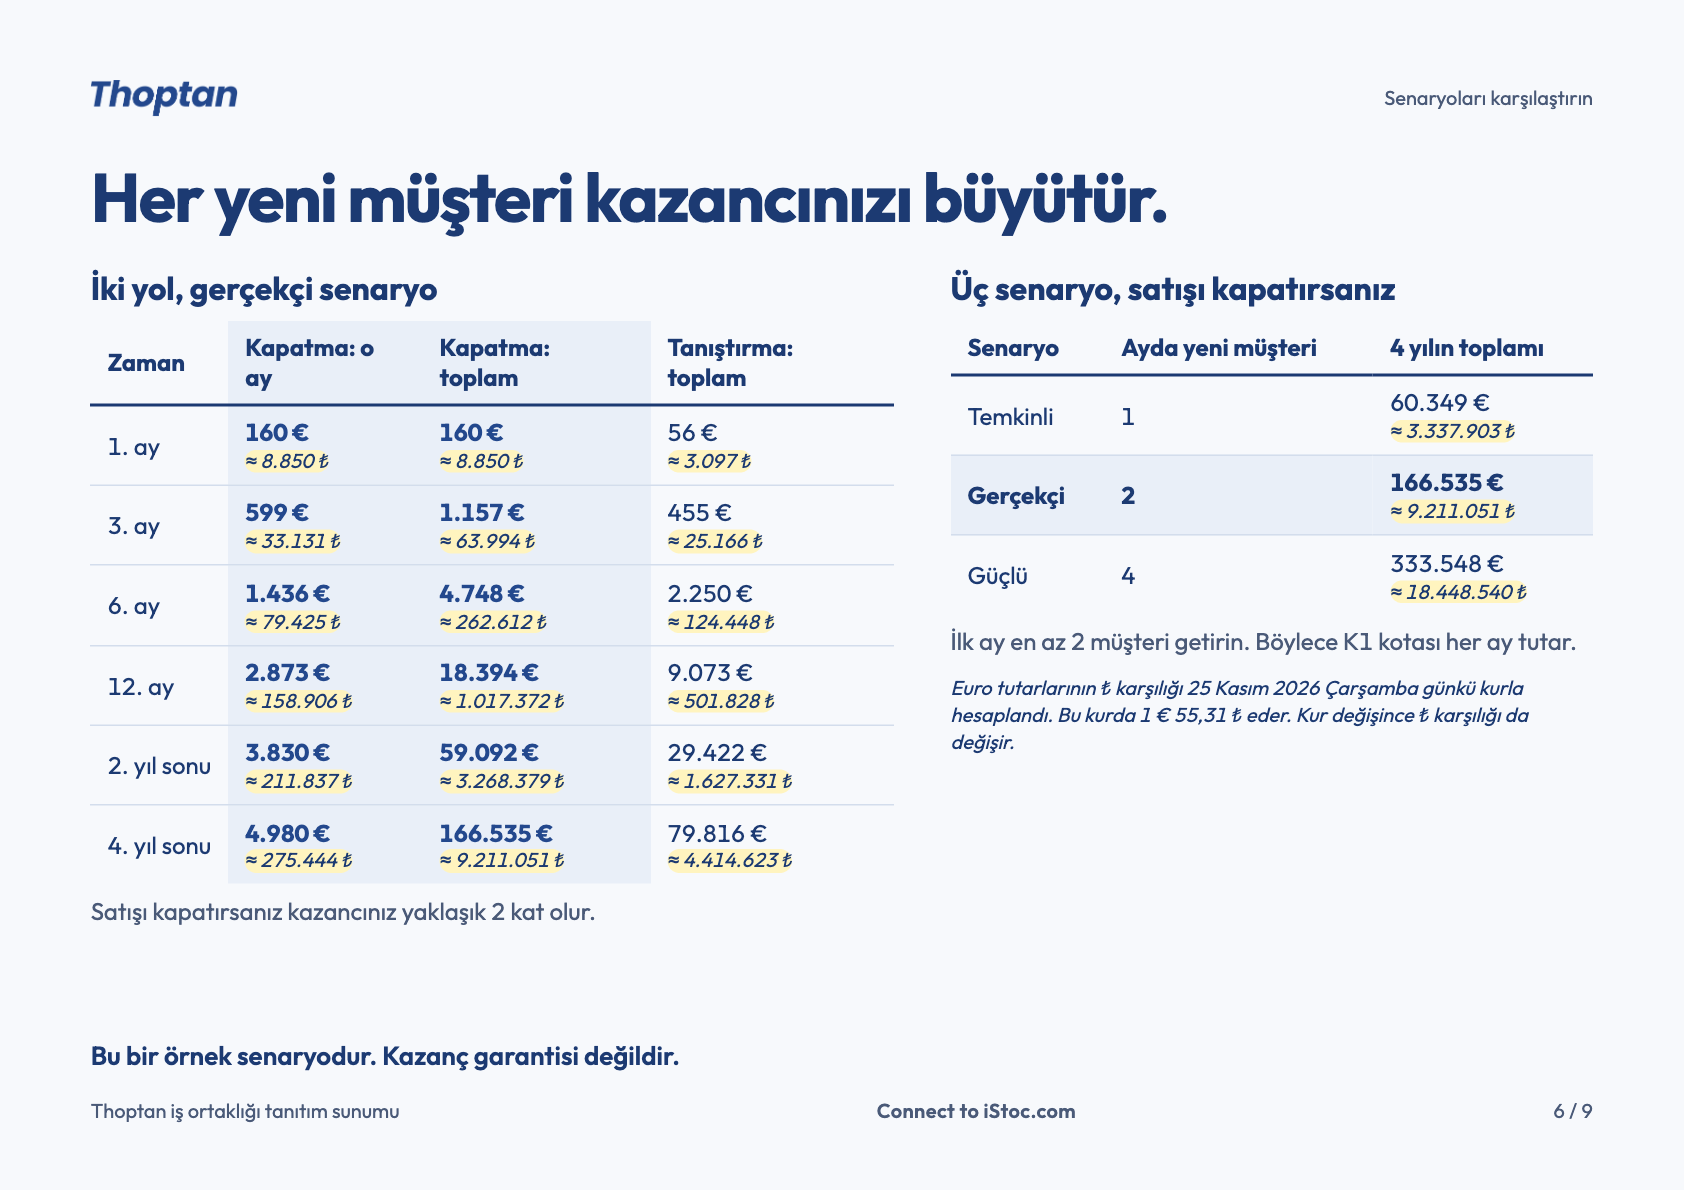 Thoptan
Senaryoları karşılaştırın
Her yeni müşteri kazancınızı büyütür.
İki yol, gerçekçi senaryo
Zaman
Kapatma: o
ay
Kapatma:
toplam
Tanıştırma:
toplam
1. ay
160 €
≈ 8.850 ₺
160 €
≈ 8.850 ₺
56 €
≈ 3.097 ₺
3. ay
599 €
≈ 33.131 ₺
1.157 €
≈ 63.994 ₺
455 €
≈ 25.166 ₺
6. ay
1.436 €
≈ 79.425 ₺
4.748 €
≈ 262.612 ₺
2.250 €
≈ 124.448 ₺
12. ay
2.873 €
≈ 158.906 ₺
18.394 €
≈ 1.017.372 ₺
9.073 €
≈ 501.828 ₺
2. yıl sonu
3.830 €
≈ 211.837 ₺
59.092 €
≈ 3.268.379 ₺
29.422 €
≈ 1.627.331 ₺
4. yıl sonu
4.980 €
≈ 275.444 ₺
166.535 €
≈ 9.211.051 ₺
79.816 €
≈ 4.414.623 ₺
Satışı kapatırsanız kazancınız yaklaşık 2 kat olur.
Üç senaryo, satışı kapatırsanız
Senaryo
Ayda yeni müşteri
4 yılın toplamı
Temkinli
1
60.349 €
≈ 3.337.903 ₺
Gerçekçi
2
166.535 €
≈ 9.211.051 ₺
Güçlü
4
333.548 €
≈ 18.448.540 ₺
İlk ay en az 2 müşteri getirin. Böylece K1 kotası her ay tutar.
Euro tutarlarının ₺ karşılığı 25 Kasım 2026 Çarşamba günkü kurla
hesaplandı. Bu kurda 1 € 55,31 ₺ eder. Kur değişince ₺ karşılığı da
değişir.
Bu bir örnek senaryodur. Kazanç garantisi değildir.
Thoptan iş ortaklığı tanıtım sunumu
Connect to iStoc.com
6 / 9